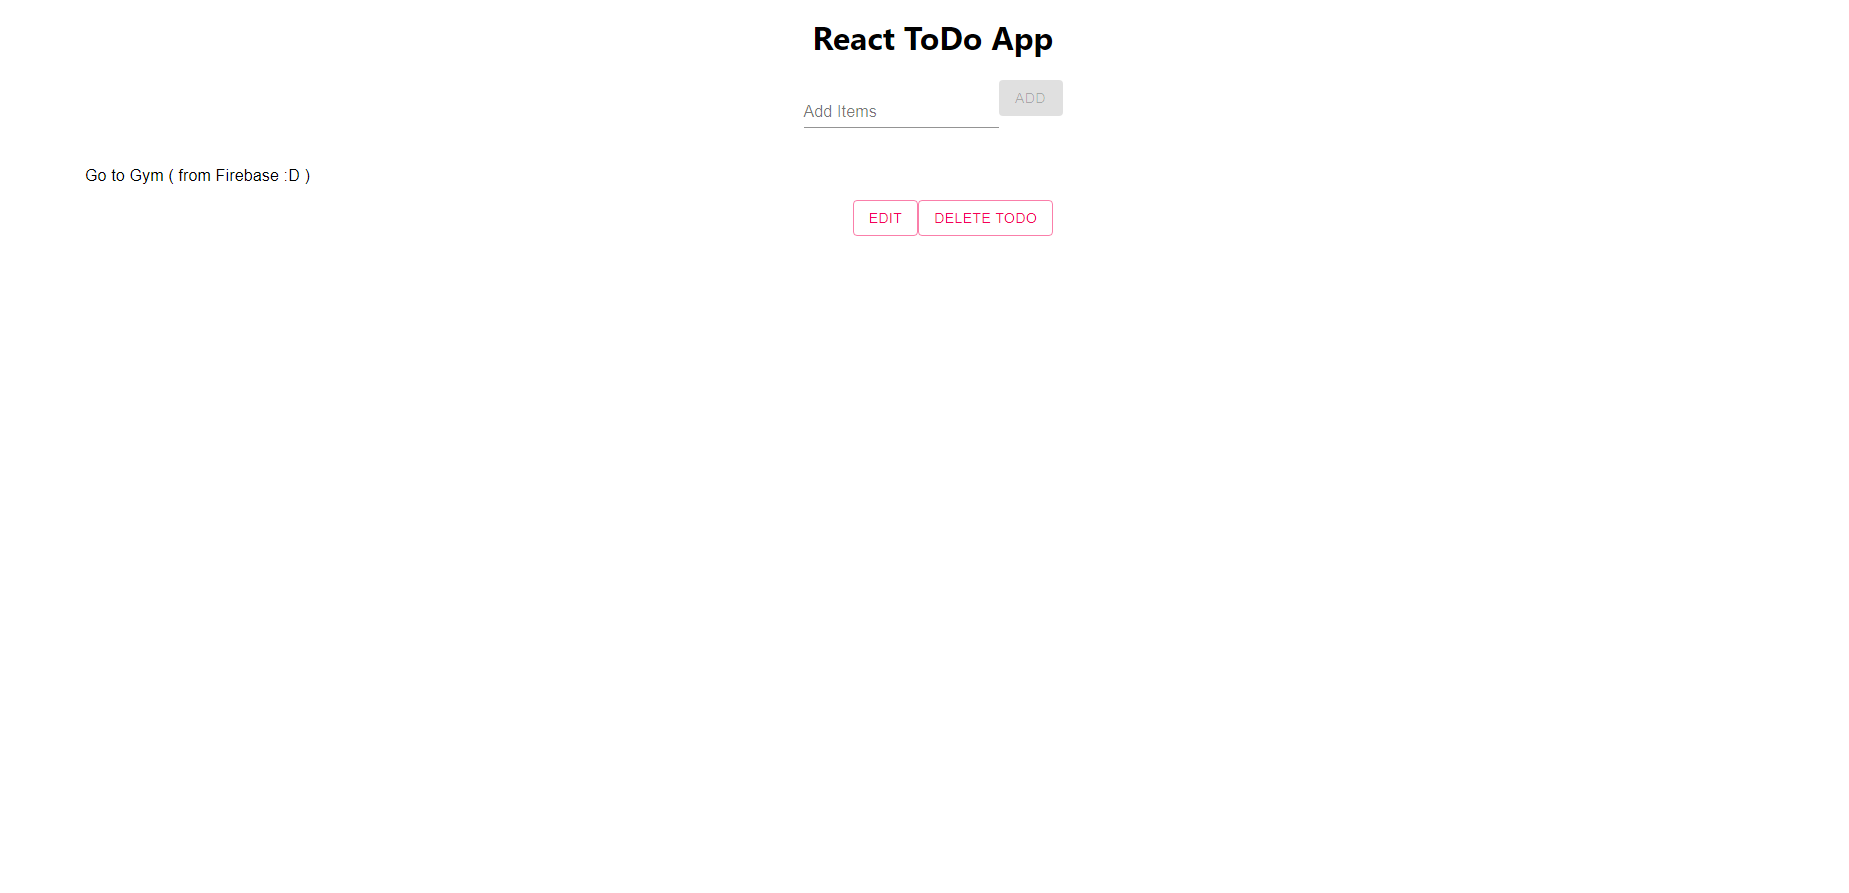 React ToDo App
ADD
Add Items
Go to Gym ( from Firebase :D )
EDIT DELETE TODO